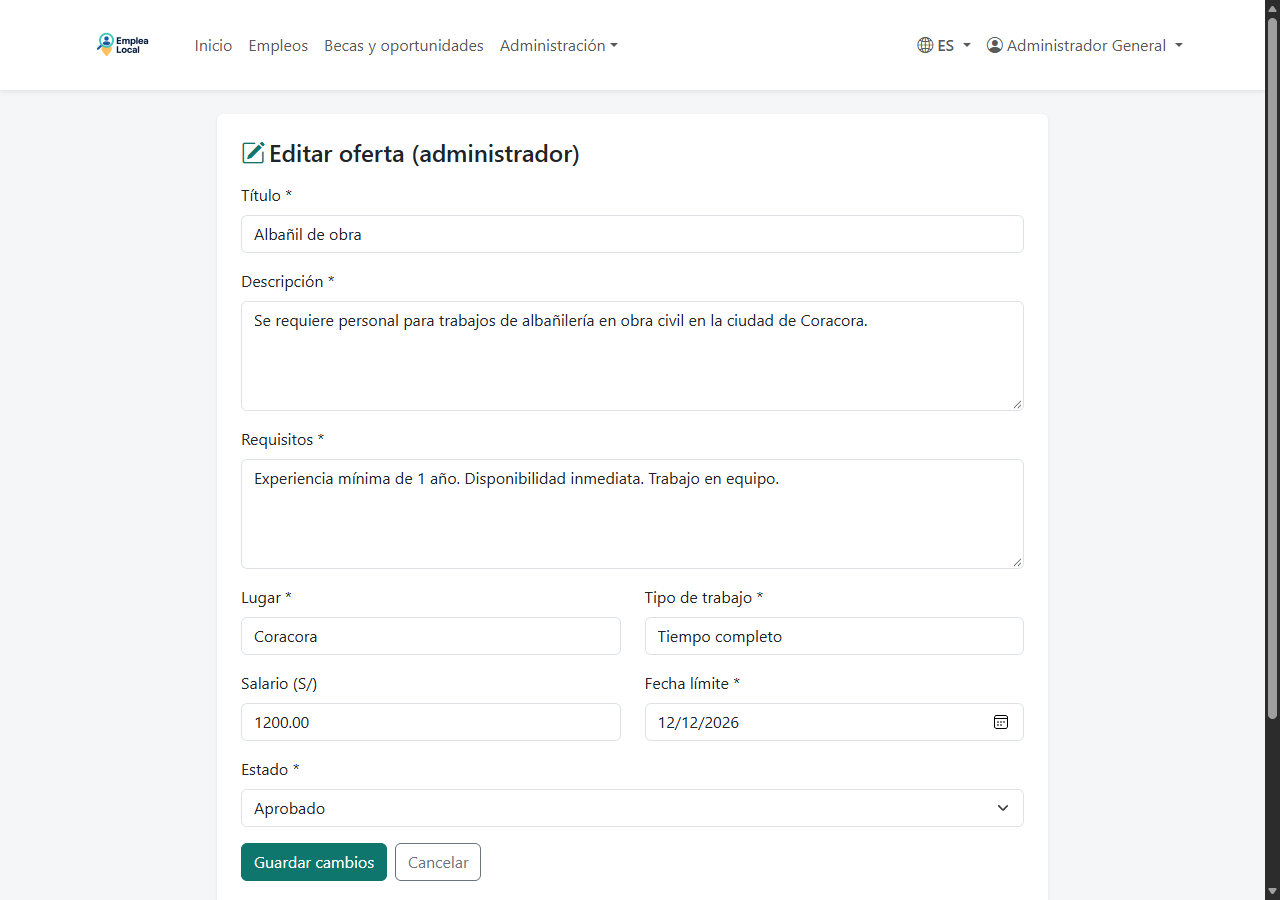 Emplea
Local
Inicio
Empleos
Becas y oportunidades
Administración
ES
Administrador General
Editar oferta (administrador)
Título *
Albañil de obra
Descripción *
Se requiere personal para trabajos de albañilería en obra civil en la ciudad de Coracora.
Requisitos *
Experiencia mínima de 1 año. Disponibilidad inmediata. Trabajo en equipo.
Lugar *
Tipo de trabajo *
Coracora
Tiempo completo
Salario (S/)
Fecha límite *
1200.00
12/12/2026
Estado *
Aprobado
Guardar cambios
Cancelar